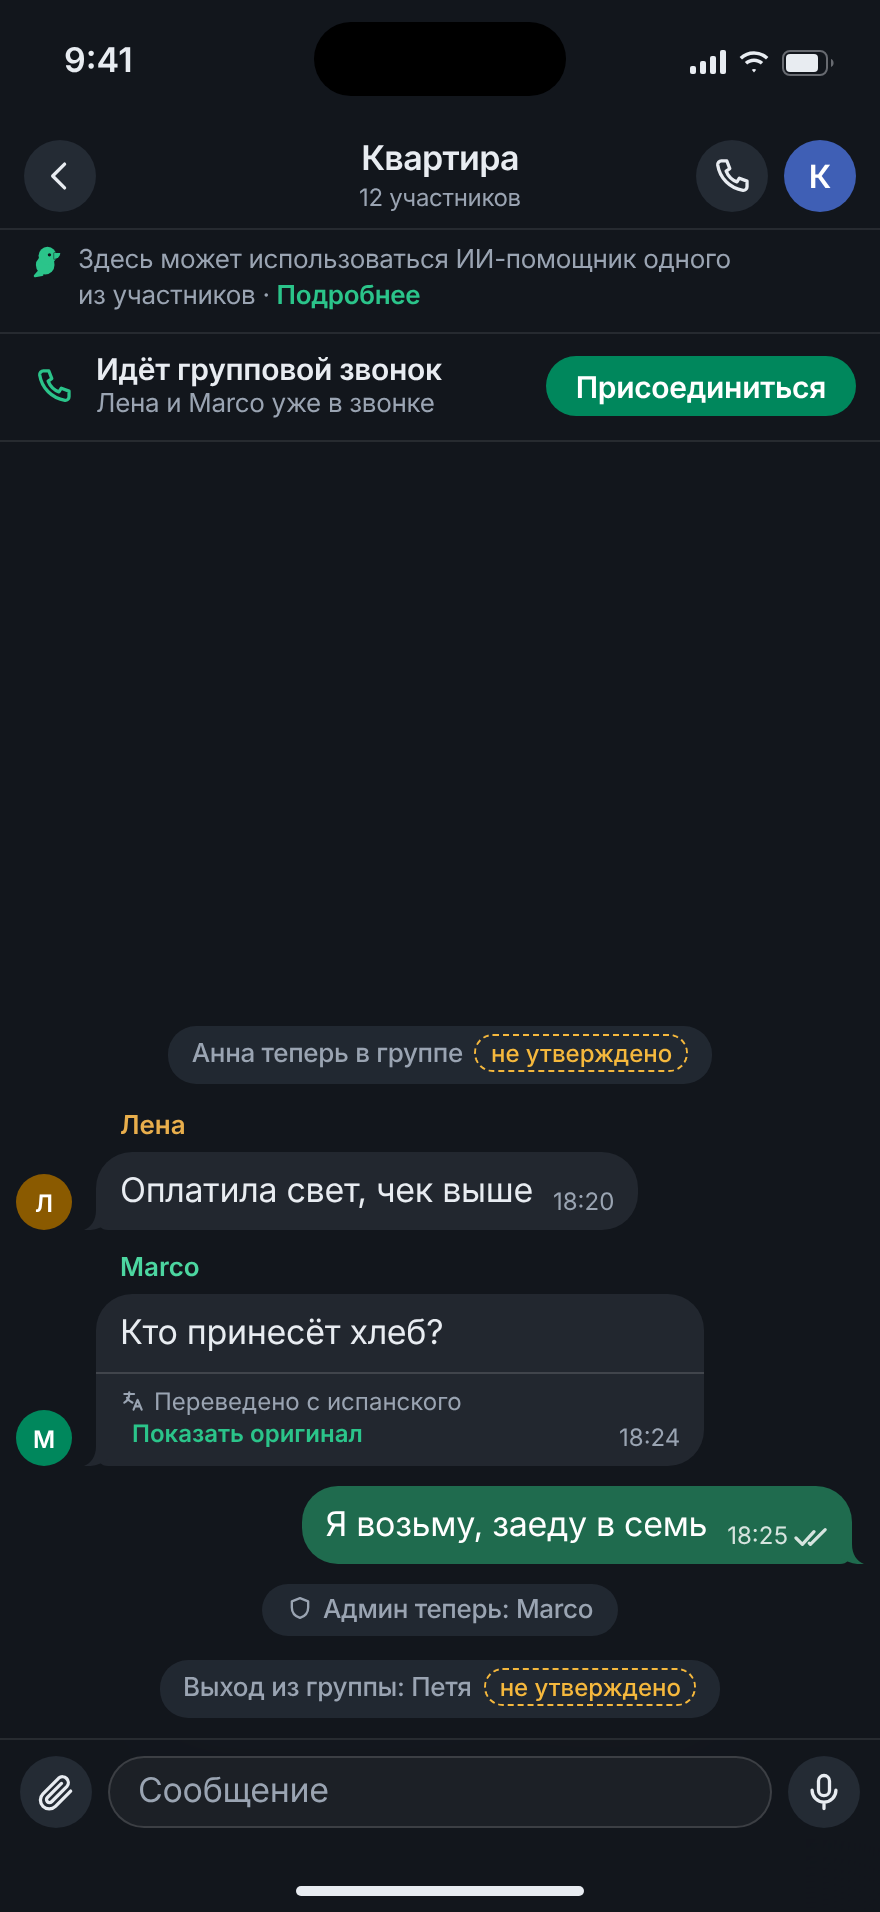 9:41
Квартира
12 участников
К
Здесь может использоваться ИИ-помощник одного
из участников · Подробнее
Идёт групповой звонок
Лена и Marco уже в звонке
Присоединиться
Анна теперь в группе не утверждено
Лена
Л
Оплатила свет, чек выше 18:20
Marco
Кто принесёт хлеб?
Переведено с испанского
М
Показать оригинал 18:24
Я возьму, заеду в семь 18:25
Админ теперь: Marco
Выход из группы: Петя не утверждено
Сообщение